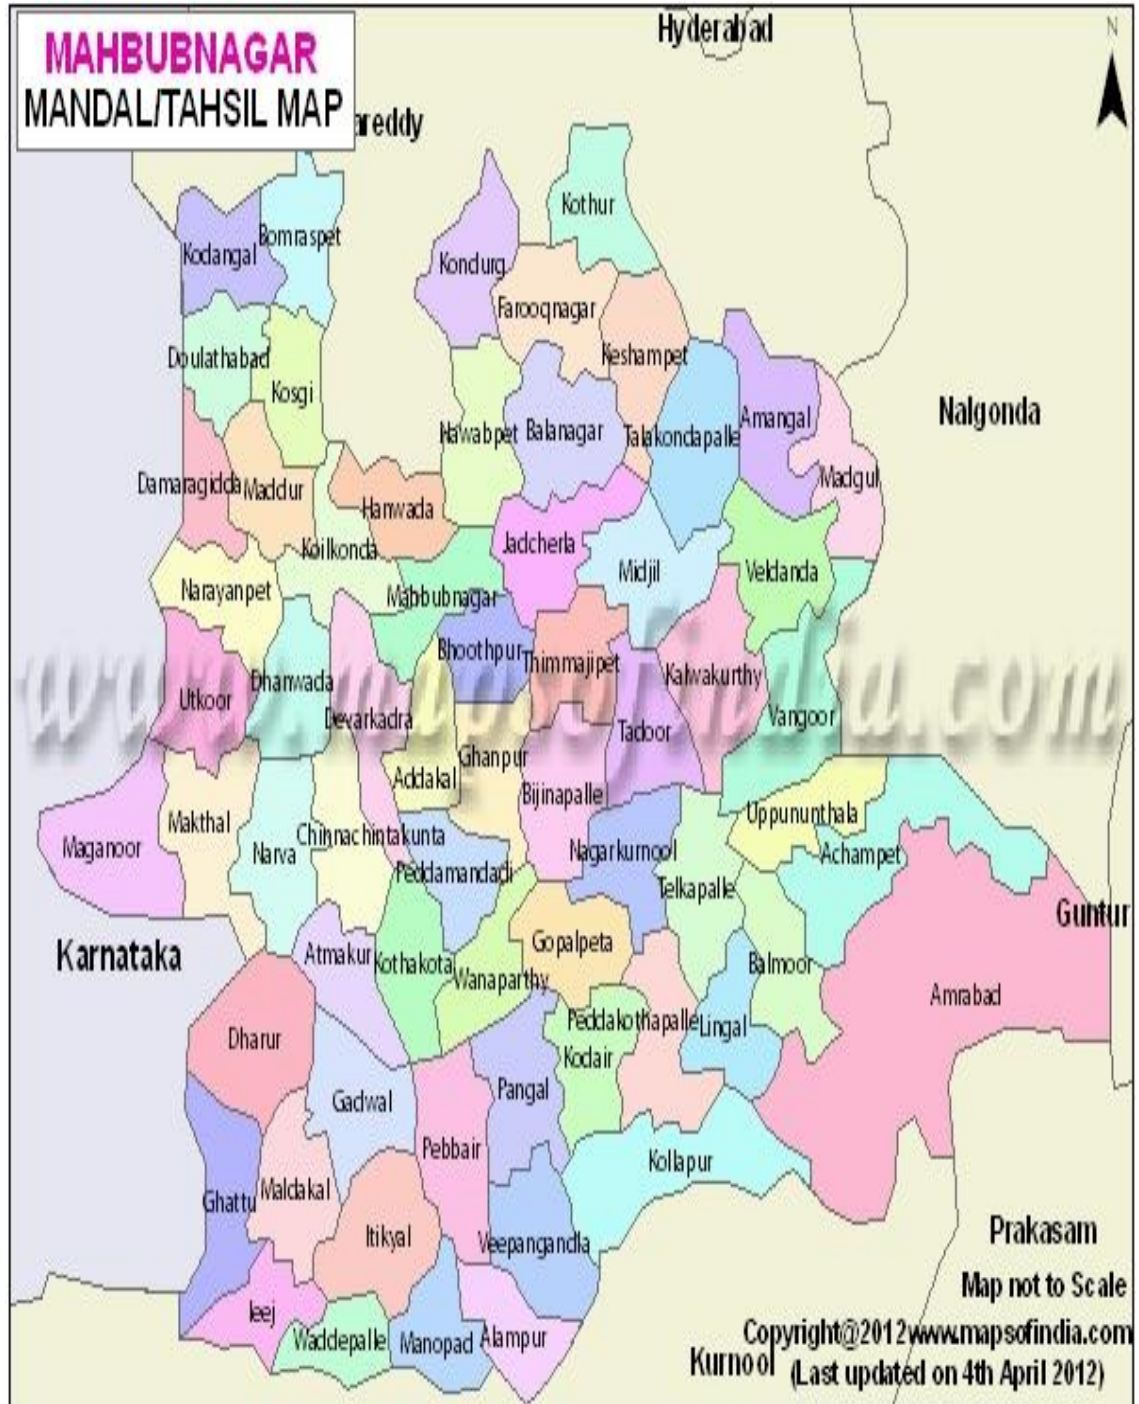 Hyderabad
N
MAHBUBNAGAR
MANDAL/TAHSIL MAP
areddy
Kothur
Bomraspet
Kodangal
Kondurg
Farooqnagar
Doulathabad
Keshampet
Kosgi
Nalgonda
Amangal
Nawabpet
Balanagar
Talakondapalle
Madgul
Damaragidda
Maddur
Hanwada
Jadcherla
Koilkonda
Midjil
Veldanda
Narayanpet
Mahbubnagar
Bhoothpur
Thimmajipet
www.mapsofindia.com
Kalwakurthy
Dhanwada
Utkoor
Devarkadra
Vangoor
Tadoor
Ghanpur
Addakal
Bijinapalle
Uppununthala
Makthal
Chinnachintakunta
Maganoor
Narva
Nagarkurnool
Achampet
Peddamandadi
Telkapalle
Guntur
Gopalpeta
Karnataka
Atmakur
Kothakota
Balmoor
Wanaparthy
Amrabad
Peddakothapalle
Lingal
Dharur
Kodair
Pangal
Gadwal
Pebbair
Kollapur
Maldakal
Ghattu
Prakasam
Itikyal
Veepangandla
Map not to Scale
Ieej
Waddepalle
Manopad
Alampur
Copyright@2012www.mapsofindia.com
Kurnool
(Last updated on 4th April 2012)